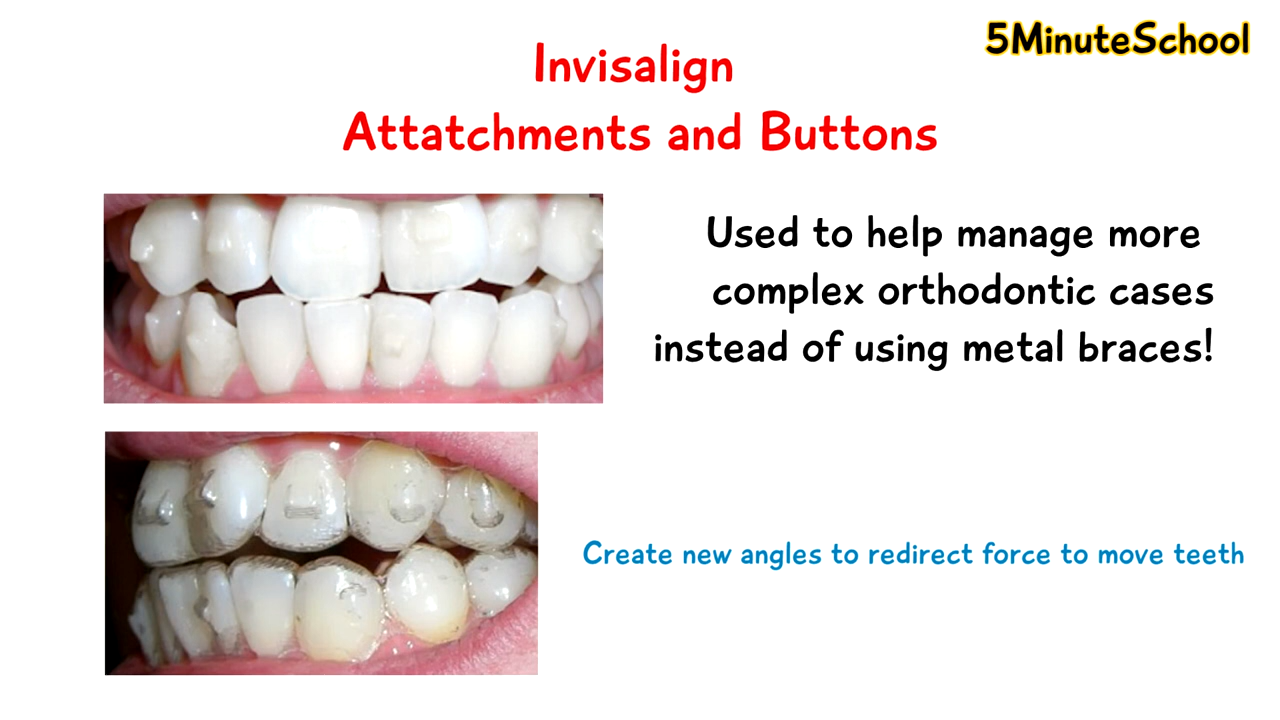 5MinuteSchool
Invisalign
Attatchments and Buttons
Used to help manage more
complex orthodontic cases
instead of using metal braces!
Create new angles to redirect force to move teeth